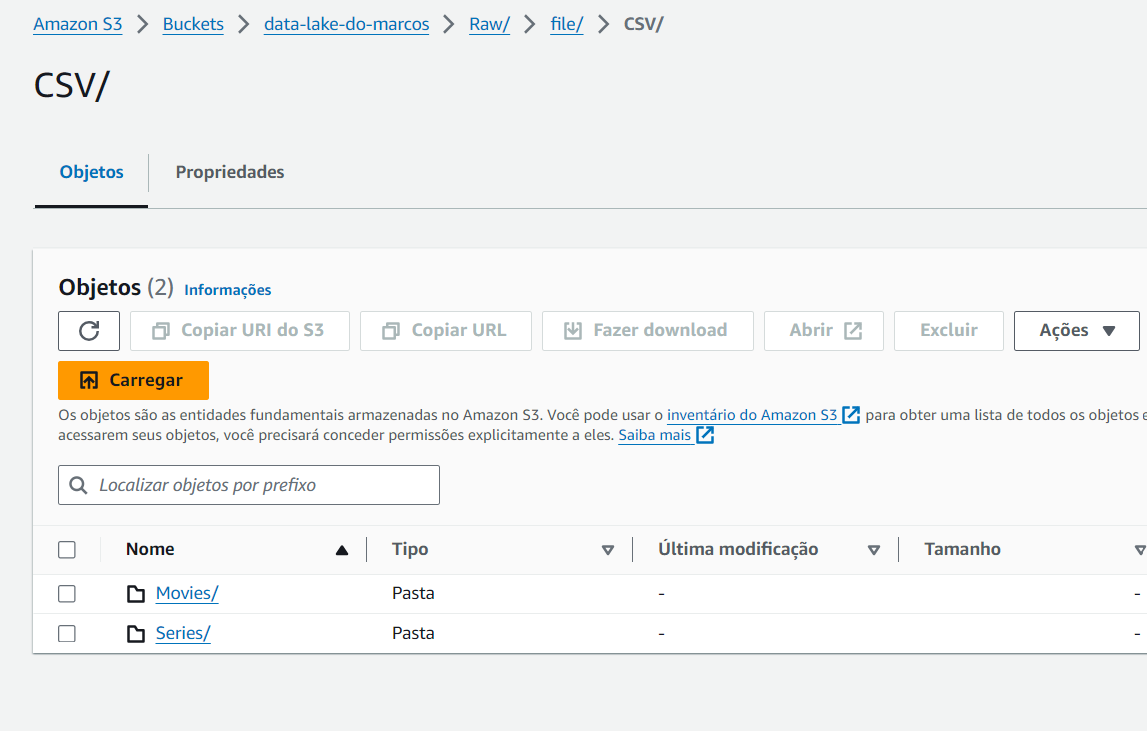 Amazon S3 > Buckets > data-lake-do-marcos > Raw/ > file/ > CSV/
CSV/
Objetos Propriedades
Objetos (2) Informações
Copiar URI do S3 Copiar URL Fazer download Abrir Excluir Ações
Carregar
Os objetos são as entidades fundamentais armazenadas no Amazon S3. Você pode usar o inventário do Amazon S3 para obter uma lista de todos os objetos e
acessarem seus objetos, você precisará conceder permissões explicitamente a eles. Saiba mais
Localizar objetos por prefixo
Nome Tipo Última modificação Tamanho
Movies/ Pasta - -
Series/ Pasta - -